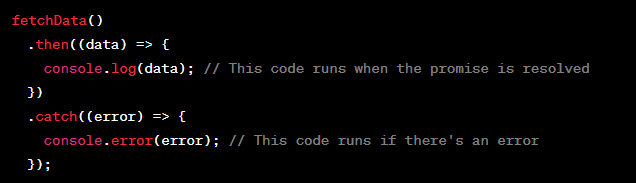 fetchData()
  .then((data) => {
    console.log(data); // This code runs when the promise is resolved
  })
  .catch((error) => {
    console.error(error); // This code runs if there's an error
  });